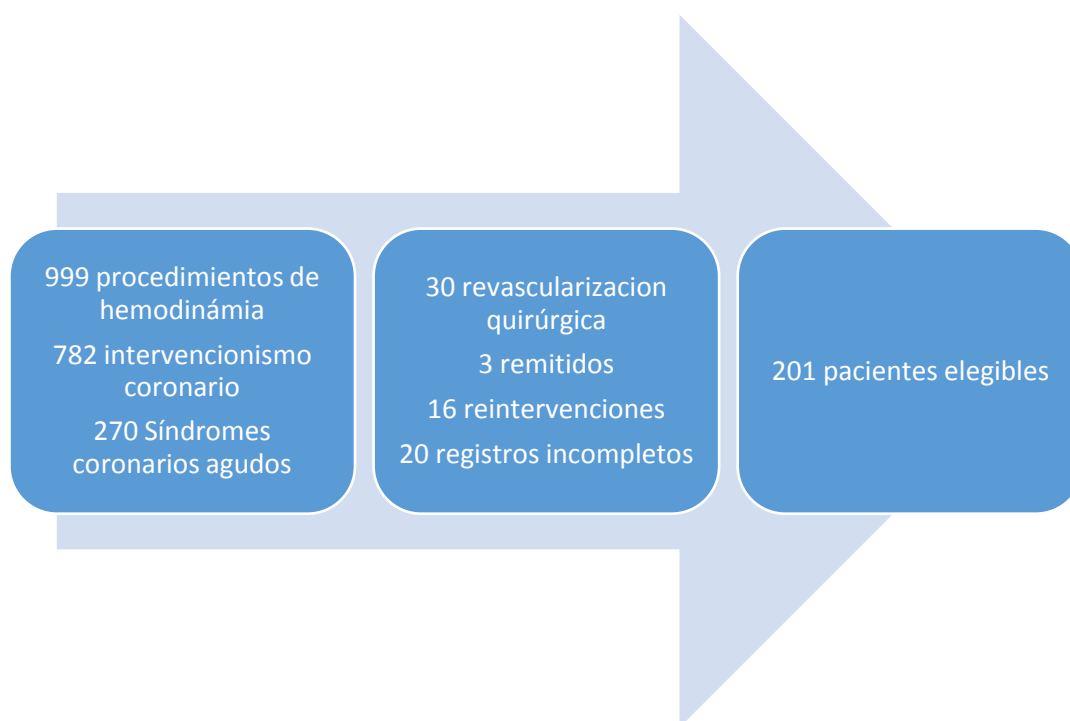 999 procedimientos de
hemodinámia
782 intervencionismo
coronario
270 Síndromes
coronarios agudos
30 revascularizacion
quirúrgica
3 remitidos
16 reintervenciones
20 registros incompletos
201 pacientes elegibles